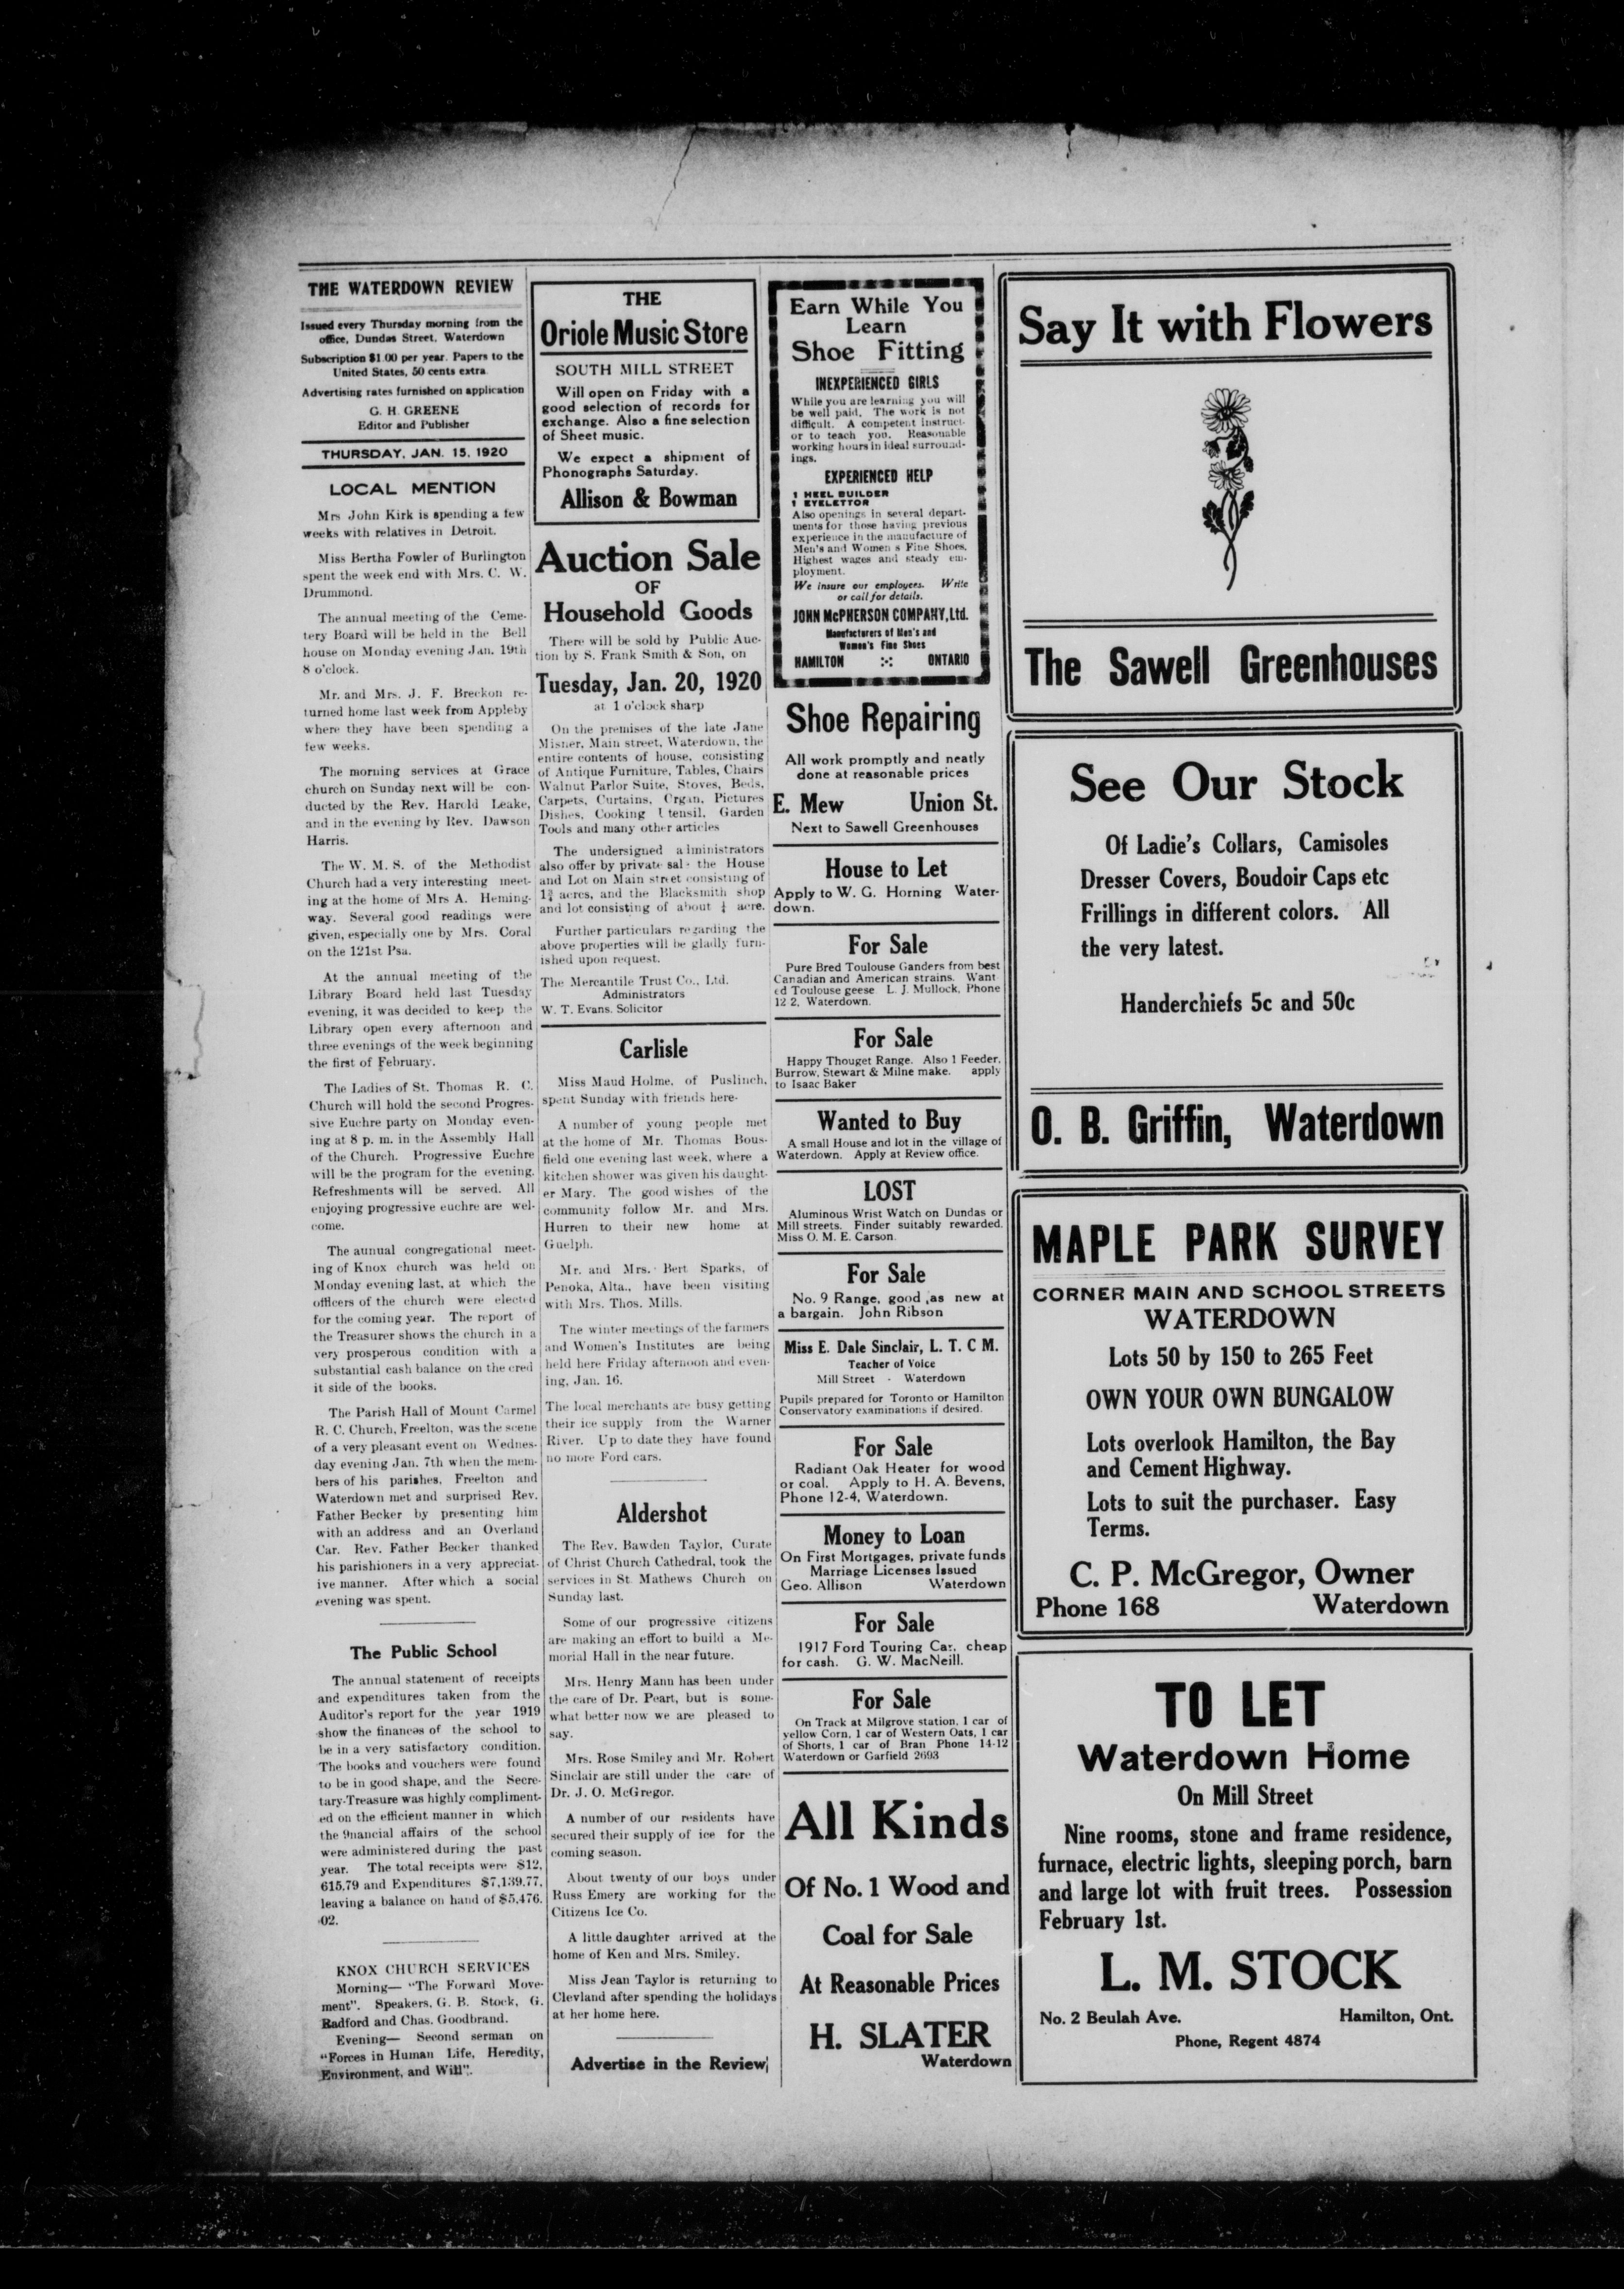 THE WATERDOWN REVIEW
Issued every Thursday morning from the
office, Dundas Street, Waterdown
Subscription $1.00 per year. Papers to the
United States, 50 cents extra
Advertising rates furnished on application
G. H. GREENE
Editor and Publisher
THURSDAY, JAN. 15, 1920
LOCAL MENTION
Mrs John Kirk is spending a few
weeks with relatives in Detroit.
Miss Bertha Fowler of Burlington
spent the week end with Mrs. C. W.
Drummond.
The annual meeting of the Ceme-
tery Board will be held in the Bell
house on Monday evening Jan. 19th
8 o'clock.
Mr. and Mrs. J. F. Breckon re-
turned home last week from Appleby
where they have been spending a
few weeks.
The morning services at Grace
church on Sunday next will be con-
ducted by the Rev. Harold Leake,
and in the evening by Rev. Dawson
Harris.
The W. M. S. of the Methodist
Church had a very interesting meet-
ing at the home of Mrs A. Heming-
way. Several good readings were
given, especially one by Mrs. Coral
on the 121st Psa.
At the annual meeting of the
Library Board held last Tuesday
evening, it was decided to keep the
Library open every afternoon and
three evenings of the week beginning
the first of February.
The Ladies of St. Thomas R. C.
Church will hold the second Progres-
sive Euchre party on Monday even-
ing at 8 p. m. in the Assembly Hall
of the Church. Progressive Euchre
will be the program for the evening.
Refreshments will be served. All
enjoying progressive euchre are wel-
come.
The aunual congregational meet-
ing of Knox church was held on
Monday evening last, at which the
officers of the church were elected
for the coming year. The report of
the Treasurer shows the church in a
very prosperous condition with a
substantial cash balance on the cred
it side of the books.
The Parish Hall of Mount Carmel
R. C. Church, Freelton, was the scene
of a very pleasant event on Wednes-
day evening Jan. 7th when the mem-
bers of his parishes, Freelton and
Waterdown met and surprised Rev.
Father Becker by presenting him
with an address and an Overland
Car. Rev. Father Becker thanked
his parishioners in a very appreciat-
ive manner. After which a social
evening was spent.
The Public School
The annual statement of receipts
and expenditures taken from the
Auditor's report for the year 1919
show the finances of the school to
be in a very satisfactory condition.
The books and vouchers were found
to be in good shape, and the Secre-
tary-Treasure was highly compliment-
ed on the efficient manner in which
the 9nancial affairs of the school
were administered during the past
year. The total receipts were $12,
615.79 and Expenditures $7,139.77,
leaving a balance on hand of $5,476.
02.
KNOX CHURCH SERVICES
Morning— "The Forward Move-
ment". Speakers, G. B. Stock, G.
Radford and Chas. Goodbrand.
Evening— Second serman on
"Forces in Human Life, Heredity,
Environment, and Will".
THE
Oriole Music Store
SOUTH MILL STREET
Will open on Friday with a
good selection of records for
exchange. Also a fine selection
of Sheet music.
We expect a shipment of
Phonographs Saturday.
Allison & Bowman
Auction Sale
OF
Household Goods
There will be sold by Public Auc-
tion by S. Frank Smith & Son, on
Tuesday, Jan. 20, 1920
at 1 o'clock sharp
On the premises of the late Jane
Misner, Main street, Waterdown, the
entire contents of house, consisting
of Antique Furniture, Tables, Chairs
Walnut Parlor Suite, Stoves, Beds,
Carpets, Curtains, Organ, Pictures
Dishes, Cooking Utensil, Garden
Tools and many other articles
The undersigned administrators
also offer by private sale the House
and Lot on Main street consisting of
1¾ acres, and the Blacksmith shop
and lot consisting of about acre.
Further particulars regarding the
above properties will be gladly furn-
ished upon request.
The Mercantile Trust Co., Ltd.
Administrators
W. T. Evans, Solicitor
Carlisle
Miss Maud Holme, of Puslinch,
spent Sunday with friends here.
A number of young people met
at the home of Mr. Thomas Bous-
field one evening last week, where a
kitchen shower was given his daught-
er Mary. The good wishes of the
community follow Mr. and Mrs.
Hurren to their new home at
Guelph.
Mr. and Mrs. Bert Sparks, of
Penoka, Alta., have been visiting
with Mrs. Thos. Mills.
The winter meetings of the farmers
and Women's Institutes are being
held here Friday afternoon and even-
ing, Jan. 16.
The local merchants are busy getting
their ice supply from the Warner
River. Up to date they have found
no more Ford cars.
Aldershot
The Rev. Bawden Taylor, Curate
of Christ Church Cathedral, took the
services in St. Mathews Church on
Sunday last.
Some of our progressive citizens
are making an effort to build a Me-
morial Hall in the near future.
Mrs. Henry Mann has been under
the care of Dr. Peart, but is some-
what better now we are pleased to
say.
Mrs. Rose Smiley and Mr. Robert
Sinclair are still under the care of
Dr. J. O. McGregor.
A number of our residents have
secured their supply of ice for the
coming season.
About twenty of our boys under
Russ Emery are working for the
Citizens Ice Co.
A little daughter arrived at the
home of Ken and Mrs. Smiley.
Miss Jean Taylor is returning to
Clevland after spending the holidays
at her home here.
Advertise in the Review
Earn While You
Learn
Shoe Fitting
INEXPERIENCED GIRLS
While you are learning you will
be well paid. The work is not
difficult. A competent instruct-
or to teach you. Reasonable
working hours in ideal surround-
ings.
EXPERIENCED HELP
1 HEEL BUILDER
1 EYELETTOR
Also openings in several depart-
ments for those having previous
experience in the manufacture of
Men's and Women s Fine Shoes.
Highest wages and steady em-
ployment.
We insure our employees. Write
or call for details.
JOHN McPHERSON COMPANY, Ltd.
Manufacturers of Men's and
Women's Fine Shoes
HAMILTON :-: ONTARIO
Shoe Repairing
All work promptly and neatly
done at reasonable prices
E. Mew Union St.
Next to Sawell Greenhouses
House to Let
Apply to W. G. Horning Water-
down.
For Sale
Pure Bred Toulouse Ganders from best
Canadian and American strains. Want
ed Toulouse geese L. J. Mullock, Phone
12 2, Waterdown.
For Sale
Happy Thouget Range. Also 1 Feeder,
Burrow, Stewart & Milne make. apply
to Isaac Baker
Wanted to Buy
A small House and lot in the village of
Waterdown. Apply at Review office.
LOST
Aluminous Wrist Watch on Dundas or
Mill streets. Finder suitably rewarded.
Miss O. M. E. Carson.
For Sale
No. 9 Range, good ,as new at
a bargain. John Ribson
Miss E. Dale Sinclair, L. T. C M.
Teacher of Voice
Mill Street - Waterdown
Pupils prepared for Toronto or Hamilton
Conservatory examinations if desired.
For Sale
Radiant Oak Heater for wood
or coal. Apply to H. A. Bevens,
Phone 12-4, Waterdown.
Money to Loan
On First Mortgages, private funds
Marriage Licenses Issued
Geo. Allison Waterdown
For Sale
1917 Ford Touring Car, cheap
for cash. G. W. MacNeill.
For Sale
On Track at Milgrove station, 1 car of
yellow Corn, 1 car of Western Oats, 1 car
of Shorts, 1 car of Bran Phone 14-12
Waterdown or Garfield 2693
All Kinds
Of No. 1 Wood and
Coal for Sale
At Reasonable Prices
H. SLATER
Waterdown
Say It with Flowers
The Sawell Greenhouses
See Our Stock
Of Ladie's Collars, Camisoles
Dresser Covers, Boudoir Caps etc
Frillings in different colors. All
the very latest.
Handerchiefs 5c and 50c
O. B. Griffin, Waterdown
MAPLE PARK SURVEY
CORNER MAIN AND SCHOOL STREETS
WATERDOWN
Lots 50 by 150 to 265 Feet
OWN YOUR OWN BUNGALOW
Lots overlook Hamilton, the Bay
and Cement Highway.
Lots to suit the purchaser. Easy
Terms.
C. P. McGregor, Owner
Phone 168 Waterdown
TO LET
Waterdown Home
On Mill Street
Nine rooms, stone and frame residence,
furnace, electric lights, sleeping porch, barn
and large lot with fruit trees. Possession
February 1st.
L. M. STOCK
No. 2 Beulah Ave. Hamilton, Ont.
Phone, Regent 4874